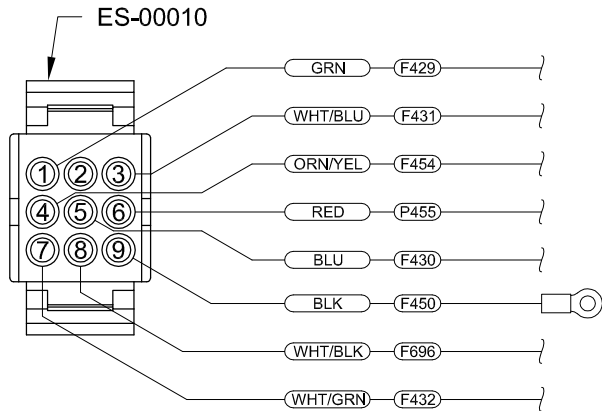 ES-00010
GRN F429
WHT/BLU F431
ORN/YEL F454
1 2 3
RED P455
4 5 6
BLU F430
7 8 9
BLK F450
WHT/BLK F696
WHT/GRN F432